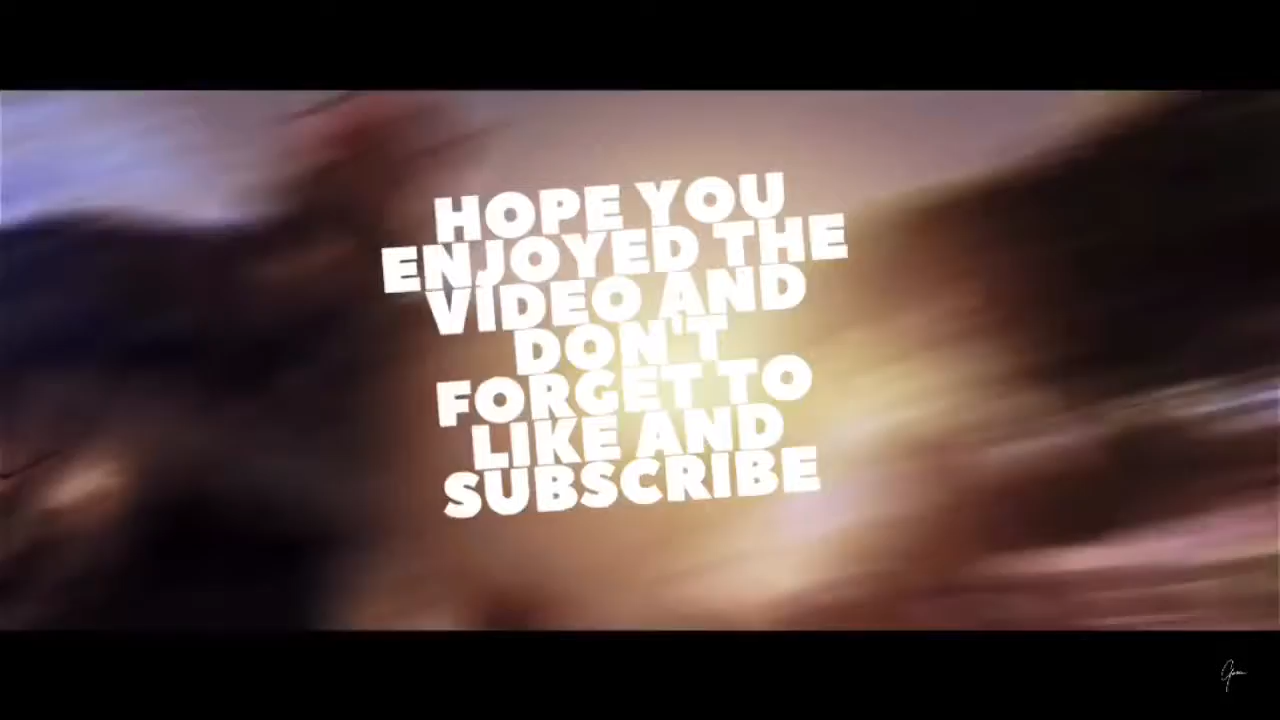 HOPE YOU
ENJOYED THE
VIDEO AND
DON'T
FORGET TO
LIKE AND
SUBSCRIBE